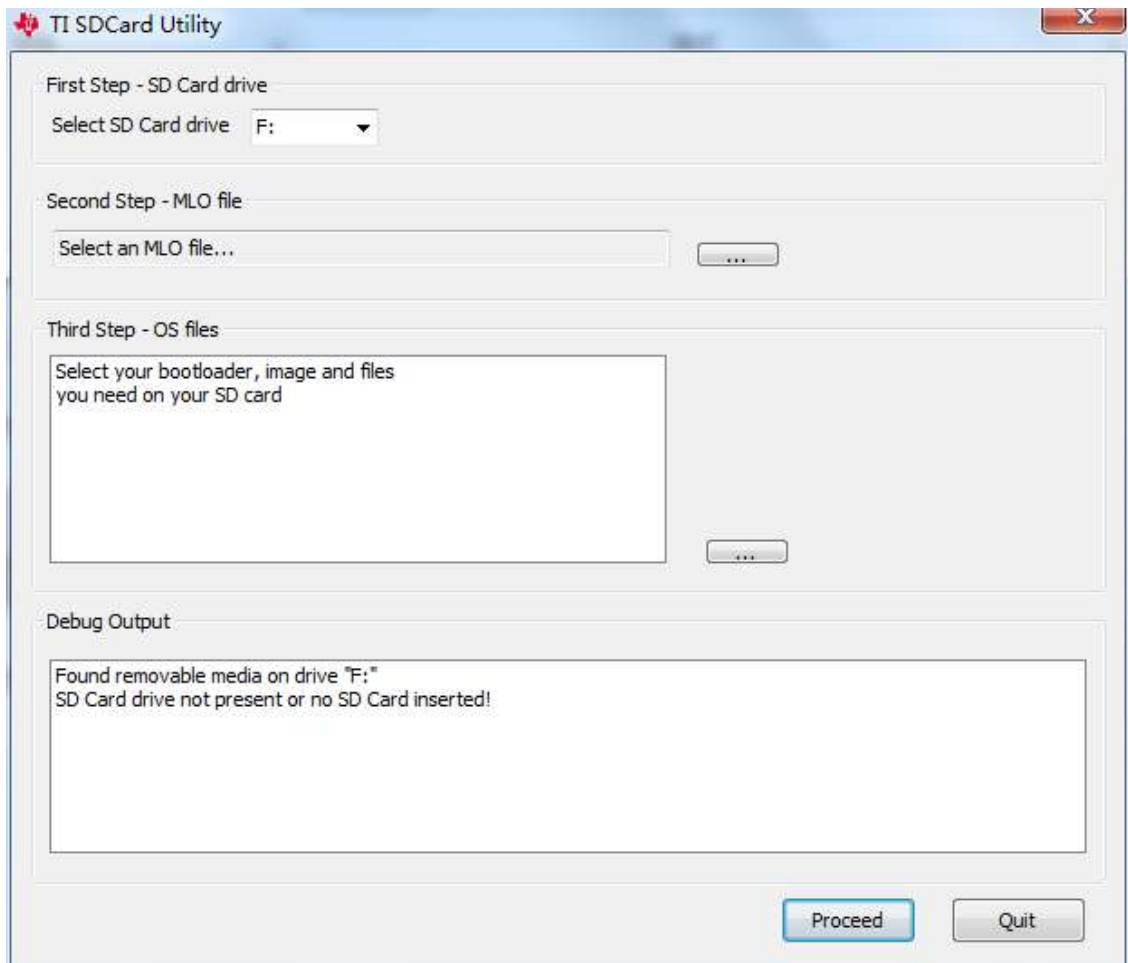 TI SDCard Utility
First Step - SD Card drive
Select SD Card drive F:
Second Step - MLO file
Select an MLO file...
...
Third Step - OS files
Select your bootloader, image and files
you need on your SD card
...
Debug Output
Found removable media on drive "F:"
SD Card drive not present or no SD Card inserted!
Proceed Quit